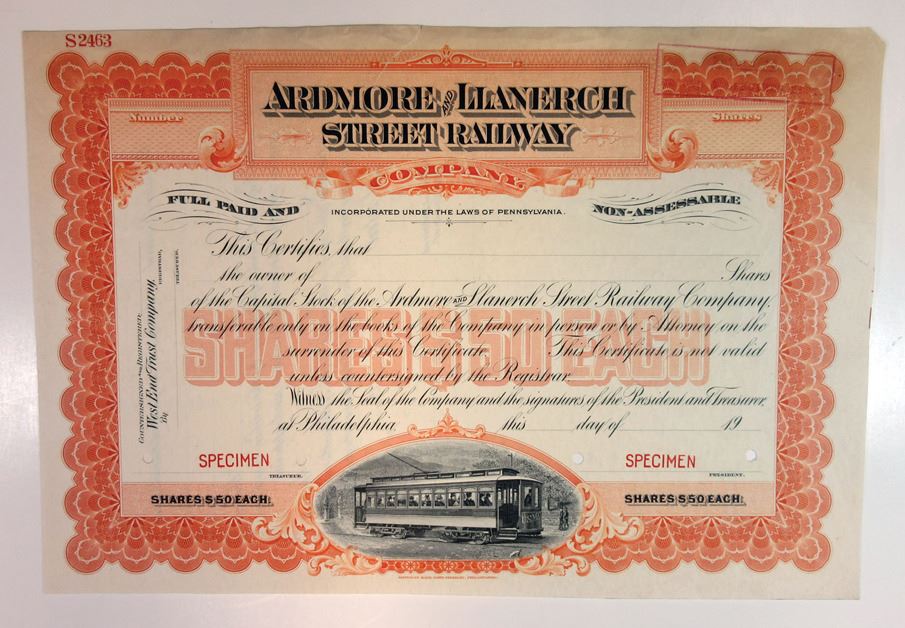 S2463
ARDMORE AND LLANERCH
STREET RAILWAY
COMPANY.
Number
Shares
FULL PAID AND
INCORPORATED UNDER THE LAWS OF PENNSYLVANIA.
NON-ASSESSABLE
This Certifies, that
the owner of Shares
of the Capital Stock of the Ardmore AND Llanerch Street Railway Company,
transferable only on the books of the Company in person or by Attorney on the
surrender of this Certificate. This Certificate is not valid
unless countersigned by the Registrar.
Witness the Seal of the Company and the signatures of the President and Treasurer,
at Philadelphia, this day of 19
SHARES $50 EACH
COUNTERSIGNED AND REGISTERED,
West End Trust Company,
REGISTRAR,
By
TREASURER.
SPECIMEN
TREASURER.
SPECIMEN
PRESIDENT.
SHARES $50 EACH.
SHARES $50 EACH.